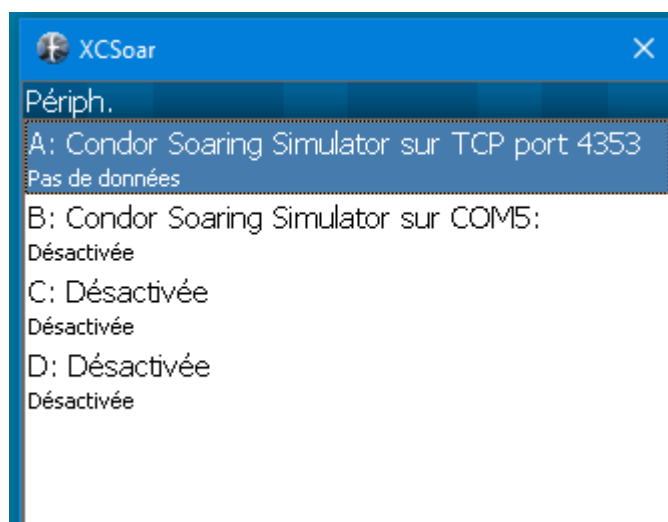 XCSoar
Périph.
A: Condor Soaring Simulator sur TCP port 4353
Pas de données
B: Condor Soaring Simulator sur COM5:
Désactivée
C: Désactivée
Désactivée
D: Désactivée
Désactivée